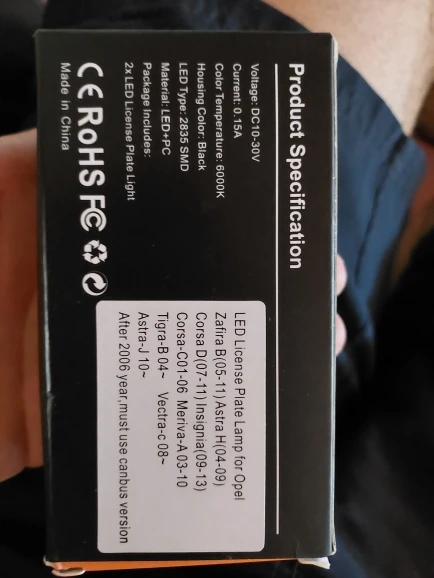 Product Specification
Voltage: DC10-30V
Current: 0.15A
Color Temperature: 6000K
Housing Color: Black
LED Type: 2835 SMD
Material: LED+PC
Package Includes:
2x LED License Plate Light
CE RoHS FC
Made in China
LED License Plate Lamp for Opel
Zafira B(05-11) Astra H(04-09)
Corsa D(07-11) Insignia(09-13)
Corsa-C01-06 Meriva-A 03-10
Tigra-B 04~ Vectra-c 08~
Astra-J 10~
After 2006 year,must use canbus version